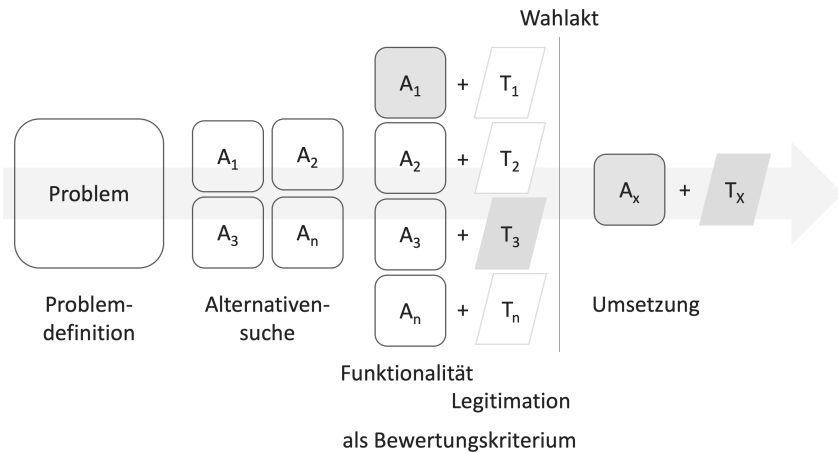 Wahlakt
Problem
A1
A2
A3
An
A1 + T1
A2 + T2
A3 + T3
An + Tn
Ax + TX
Problem-
definition
Alternativen-
suche
Umsetzung
Funktionalität
Legitimation
als Bewertungskriterium